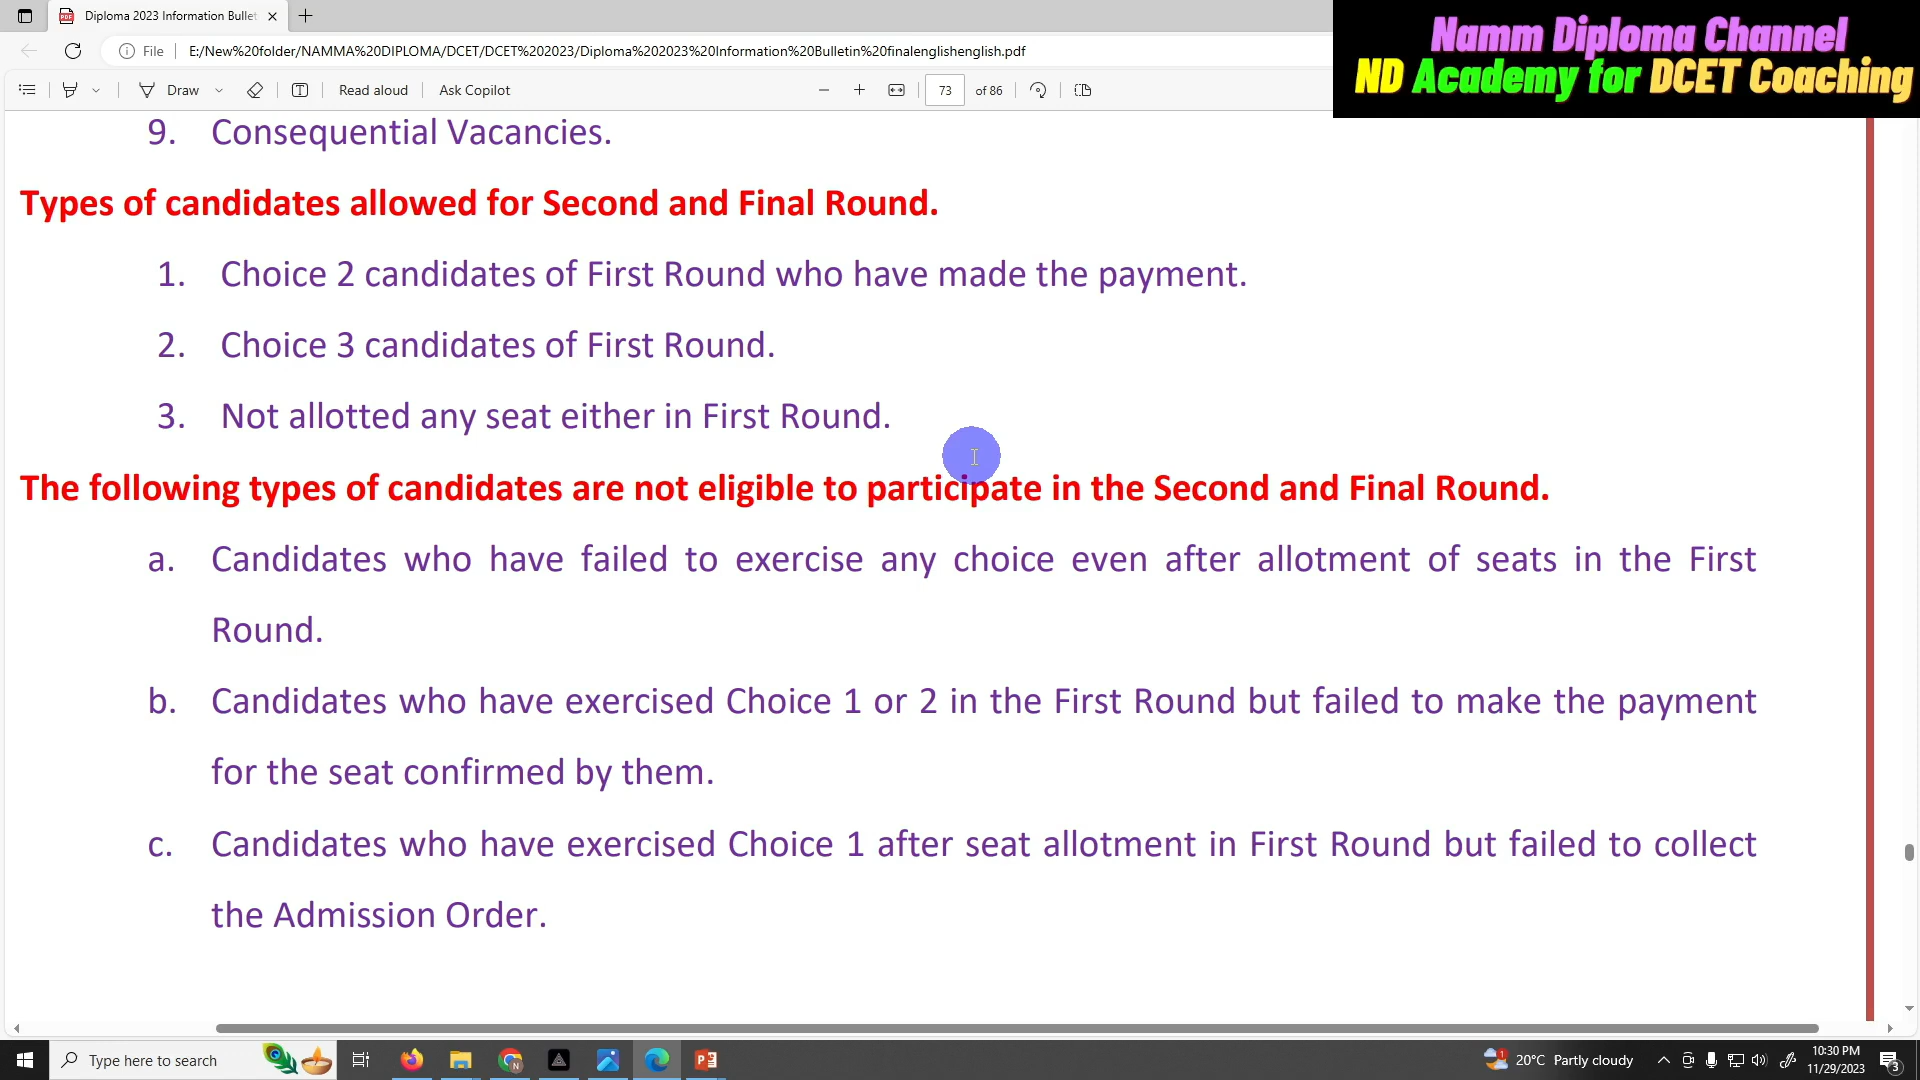 Diploma 2023 Information Bullet
File E:/New%20folder/NAMMA%20DIPLOMA/DCET/DCET%202023/Diploma%202023%20Information%20Bulletin%20finalenglishenglish.pdf
Namm Diploma Channel
ND Academy for DCET Coaching
Draw Read aloud Ask Copilot 73 of 86
9. Consequential Vacancies.
Types of candidates allowed for Second and Final Round.
1. Choice 2 candidates of First Round who have made the payment.
2. Choice 3 candidates of First Round.
3. Not allotted any seat either in First Round.
The following types of candidates are not eligible to participate in the Second and Final Round.
a. Candidates who have failed to exercise any choice even after allotment of seats in the First
Round.
b. Candidates who have exercised Choice 1 or 2 in the First Round but failed to make the payment
for the seat confirmed by them.
c. Candidates who have exercised Choice 1 after seat allotment in First Round but failed to collect
the Admission Order.
Type here to search
1 20°C Partly cloudy
10:30 PM
11/29/2023
3